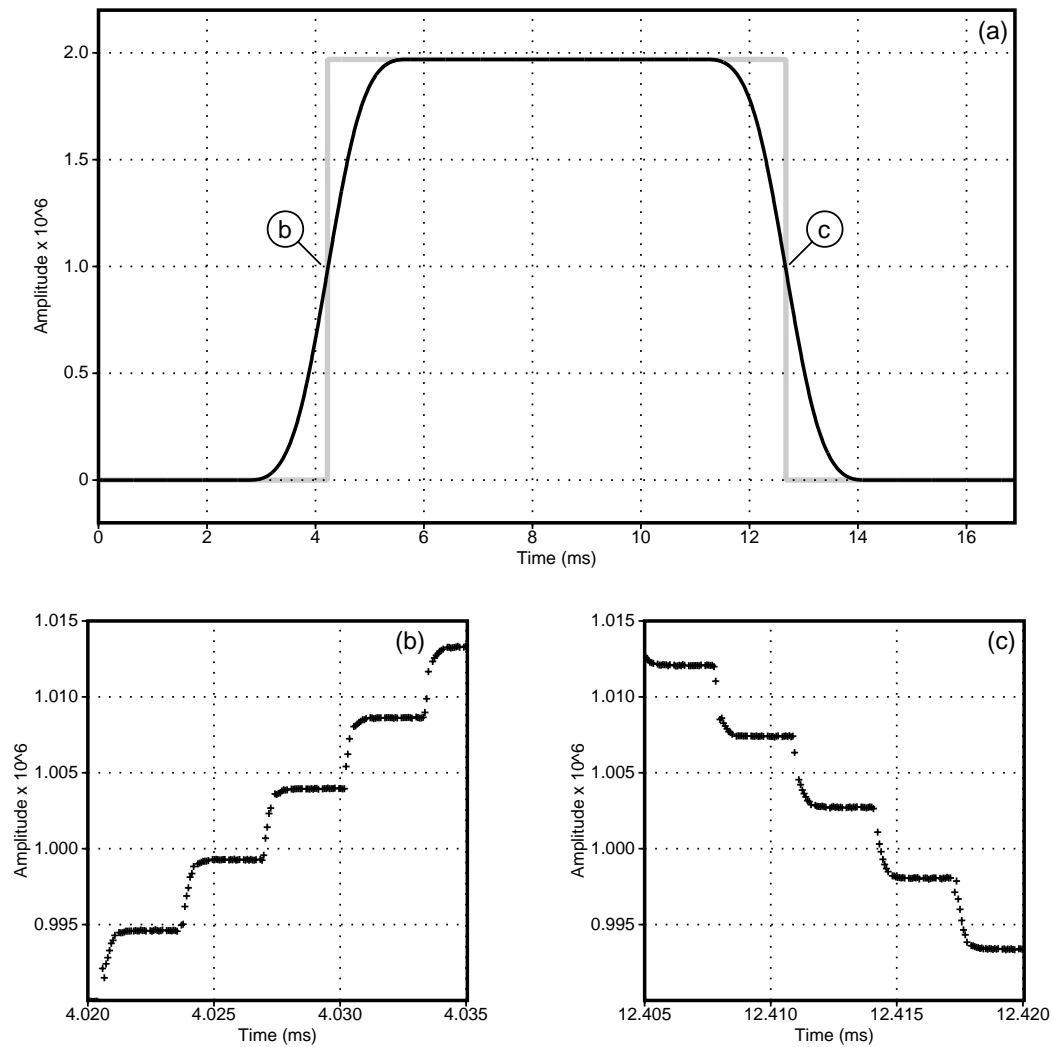 (a)
2.0
1.5
1.0
0.5
0
Amplitude x 10^6
b
c
0 2 4 6 8 10 12 14 16
Time (ms)
(b)
1.015
1.010
1.005
1.000
0.995
Amplitude x 10^6
4.020 4.025 4.030 4.035
Time (ms)
(c)
1.015
1.010
1.005
1.000
0.995
Amplitude x 10^6
12.405 12.410 12.415 12.420
Time (ms)